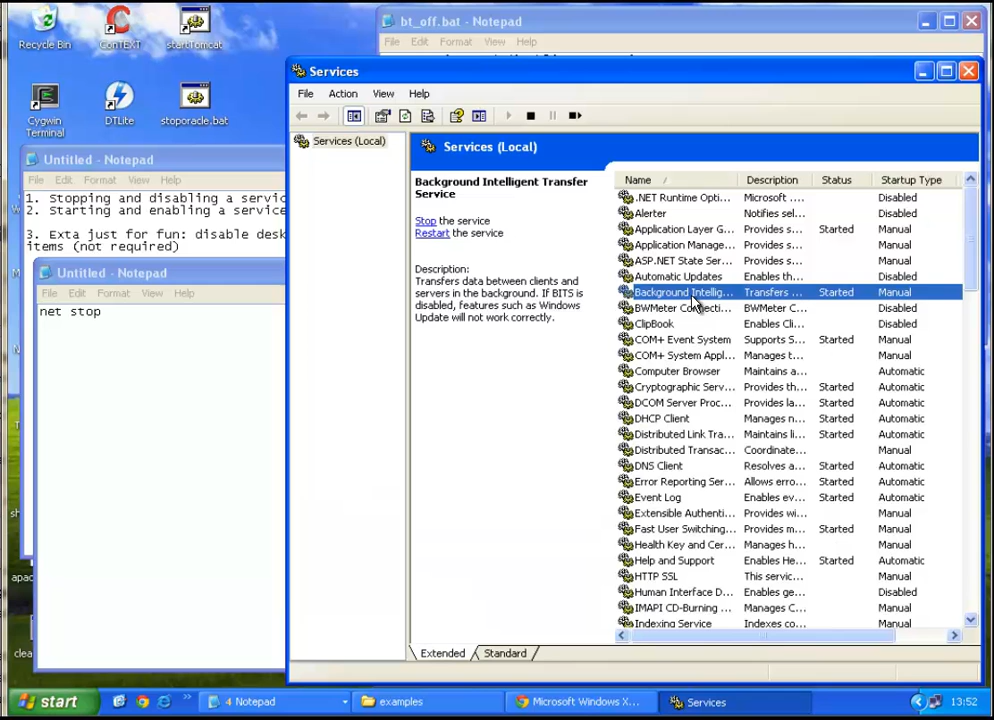 Recycle Bin
ConTEXT
startTomcat
Cygwin
Terminal
DTLite
stoporacle.bat
bt_off.bat - Notepad
File Edit Format View Help
Untitled - Notepad
File Edit Format View Help
1. Stopping and disabling a servic
2. Starting and enabling a service
3. Exta just for fun: disable desk
items (not required)
Untitled - Notepad
File Edit Format View Help
net stop
Services
File Action View Help
Services (Local)
Services (Local)
Background Intelligent Transfer
Service
Stop the service
Restart the service
Description:
Transfers data between clients and
servers in the background. If BITS is
disabled, features such as Windows
Update will not work correctly.
Name / Description Status Startup Type
.NET Runtime Opti... Microsoft .... Disabled
Alerter Notifies sel... Disabled
Application Layer G... Provides s... Started Manual
Application Manage... Provides s... Manual
ASP.NET State Ser... Provides s... Manual
Automatic Updates Enables th... Disabled
Background Intellig... Transfers ... Started Manual
BWMeter Connecti... BWMeter C... Disabled
ClipBook Enables Cli... Disabled
COM+ Event System Supports S... Started Manual
COM+ System Appl... Manages t... Manual
Computer Browser Maintains a... Automatic
Cryptographic Serv... Provides th... Started Automatic
DCOM Server Proc... Provides la... Started Automatic
DHCP Client Manages n... Started Automatic
Distributed Link Tra... Maintains li... Started Automatic
Distributed Transac... Coordinate... Manual
DNS Client Resolves a... Started Automatic
Error Reporting Ser... Allows erro... Started Automatic
Event Log Enables ev... Started Automatic
Extensible Authenti... Provides wi... Manual
Fast User Switching... Provides m... Started Manual
Health Key and Cer... Manages h... Manual
Help and Support Enables He... Started Automatic
HTTP SSL This servic... Manual
Human Interface D... Enables ge... Disabled
IMAPI CD-Burning ... Manages C... Manual
Indexing Service Indexes co... Manual
Extended Standard
start
4 Notepad
examples
Microsoft Windows X...
Services
13:52